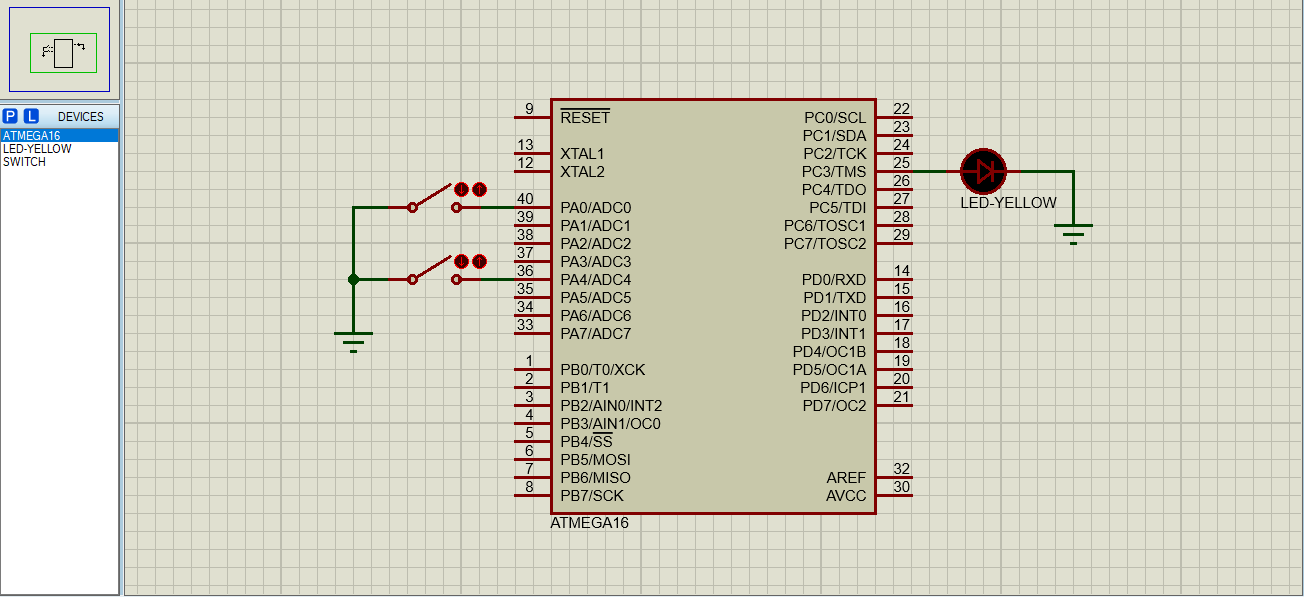 P L DEVICES
ATMEGA16
LED-YELLOW
SWITCH
9 RESET
13 XTAL1
12 XTAL2
40 PA0/ADC0
39 PA1/ADC1
38 PA2/ADC2
37 PA3/ADC3
36 PA4/ADC4
35 PA5/ADC5
34 PA6/ADC6
33 PA7/ADC7
1 PB0/T0/XCK
2 PB1/T1
3 PB2/AIN0/INT2
4 PB3/AIN1/OC0
5 PB4/SS
6 PB5/MOSI
7 PB6/MISO
8 PB7/SCK
PC0/SCL 22
PC1/SDA 23
PC2/TCK 24
PC3/TMS 25
PC4/TDO 26
PC5/TDI 27
PC6/TOSC1 28
PC7/TOSC2 29
PD0/RXD 14
PD1/TXD 15
PD2/INT0 16
PD3/INT1 17
PD4/OC1B 18
PD5/OC1A 19
PD6/ICP1 20
PD7/OC2 21
AREF 32
AVCC 30
ATMEGA16
LED-YELLOW